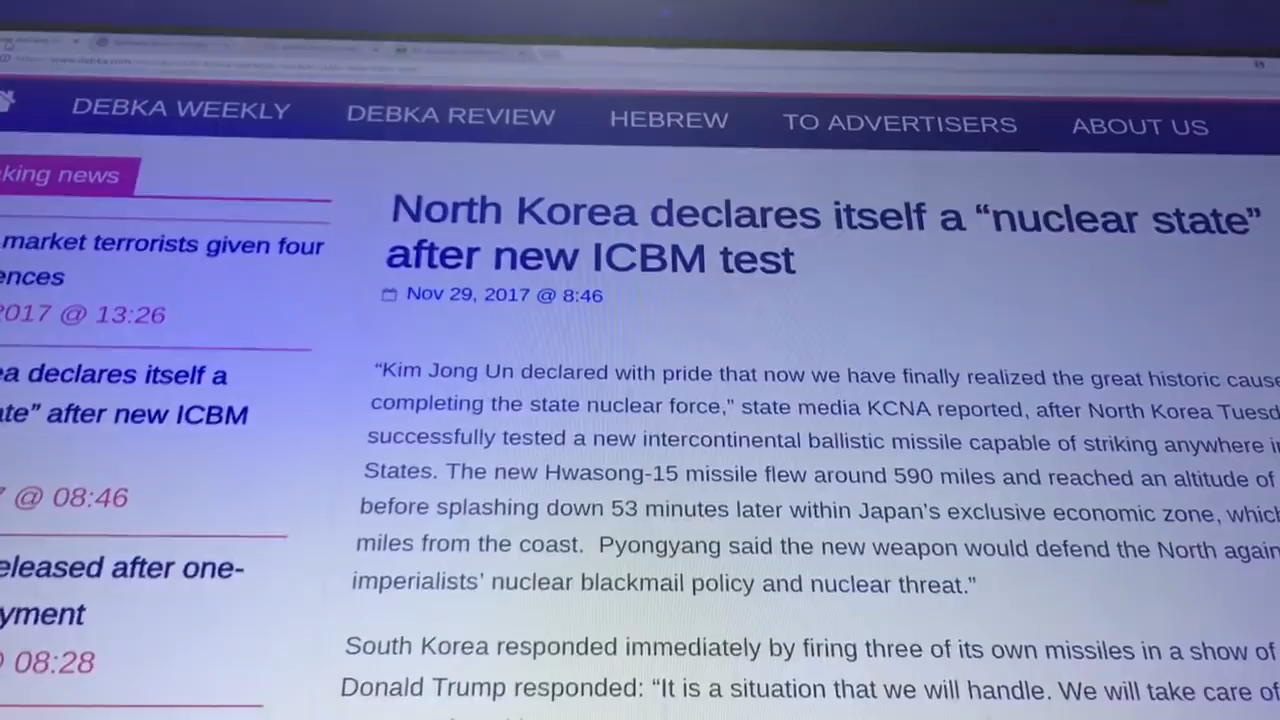 DEBKA WEEKLY DEBKA REVIEW HEBREW TO ADVERTISERS ABOUT US
king news
market terrorists given four
ences
2017 @ 13:26
ea declares itself a
ate" after new ICBM
7 @ 08:46
eleased after one-
yment
@ 08:28
North Korea declares itself a “nuclear state”
after new ICBM test
Nov 29, 2017 @ 8:46
“Kim Jong Un declared with pride that now we have finally realized the great historic cause
completing the state nuclear force,” state media KCNA reported, after North Korea Tuesd
successfully tested a new intercontinental ballistic missile capable of striking anywhere i
States. The new Hwasong-15 missile flew around 590 miles and reached an altitude of
before splashing down 53 minutes later within Japan's exclusive economic zone, which
miles from the coast. Pyongyang said the new weapon would defend the North again
imperialists’ nuclear blackmail policy and nuclear threat.”
South Korea responded immediately by firing three of its own missiles in a show of
Donald Trump responded: “It is a situation that we will handle. We will take care of